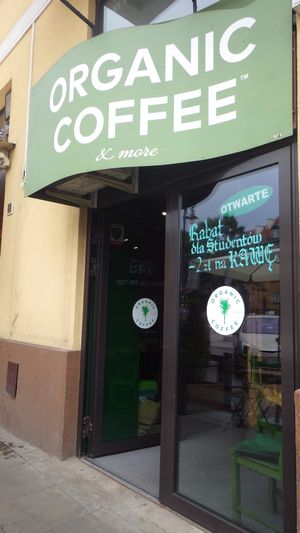 ORGANIC
COFFEE™
& more
OTWARTE
Rabat
dla Studentów
-2 zł na KAWĘ
ORGANIC
COFFEE
ORGANIC
COFFEE